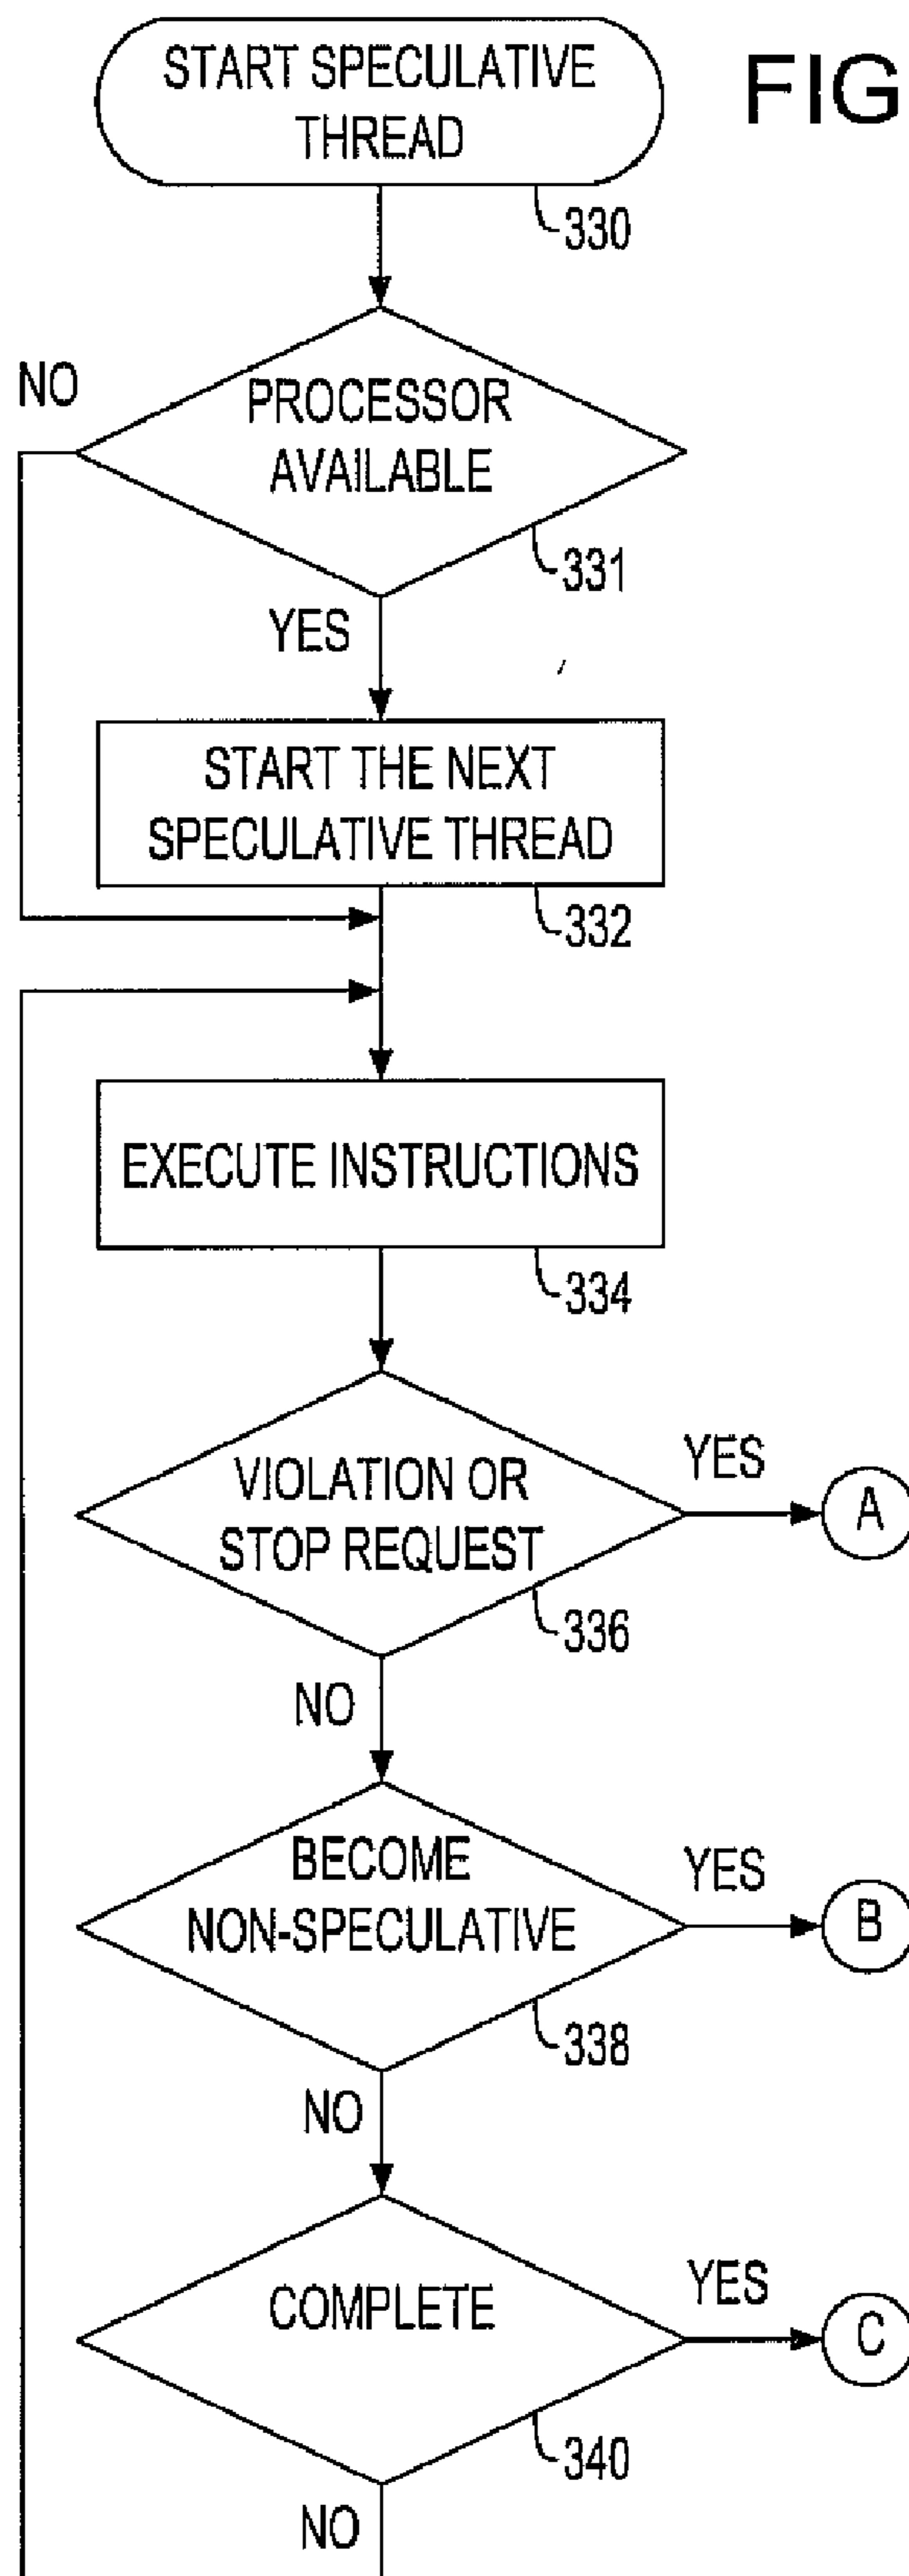 START SPECULATIVE
THREAD
FIG
330
NO
PROCESSOR
AVAILABLE
331
YES
START THE NEXT
SPECULATIVE THREAD
332
EXECUTE INSTRUCTIONS
334
VIOLATION OR
STOP REQUEST
YES
A
336
NO
BECOME
NON-SPECULATIVE
YES
B
338
NO
COMPLETE
YES
C
340
NO